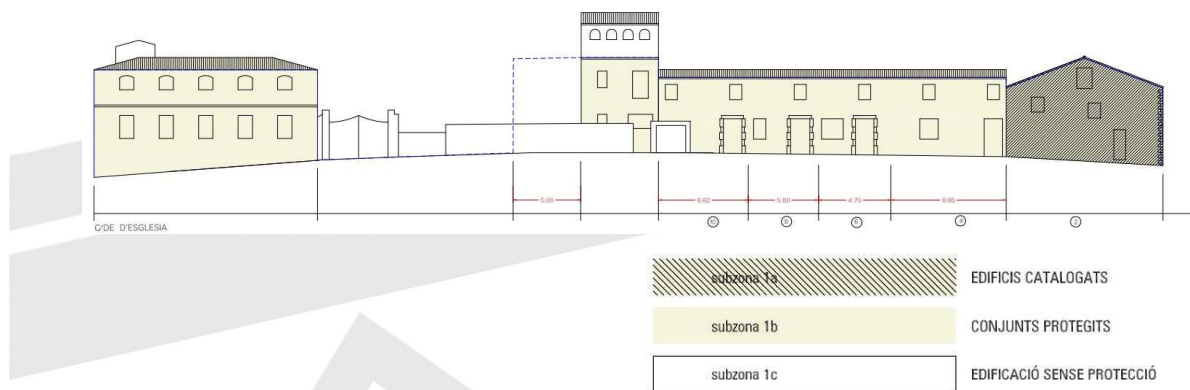 5.00
6.62
5.80
4.75
8.65
10
8
6
4
2
C/DE D'ESGLESIA
subzona 1a EDIFICIS CATALOGATS
subzona 1b CONJUNTS PROTEGITS
subzona 1c EDIFICACIÓ SENSE PROTECCIÓ